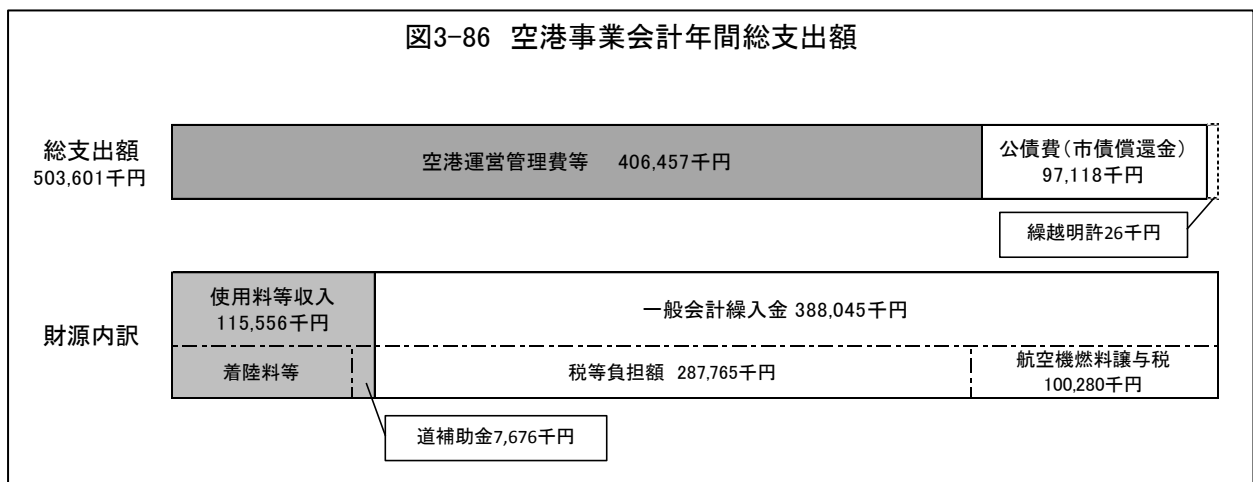 図3-86 空港事業会計年間総支出額
総支出額
503,601千円
空港運営管理費等 406,457千円
公債費(市債償還金)
97,118千円
繰越明許26千円
財源内訳
使用料等収入
115,556千円
一般会計繰入金 388,045千円
着陸料等
税等負担額 287,765千円
航空機燃料譲与税
100,280千円
道補助金7,676千円